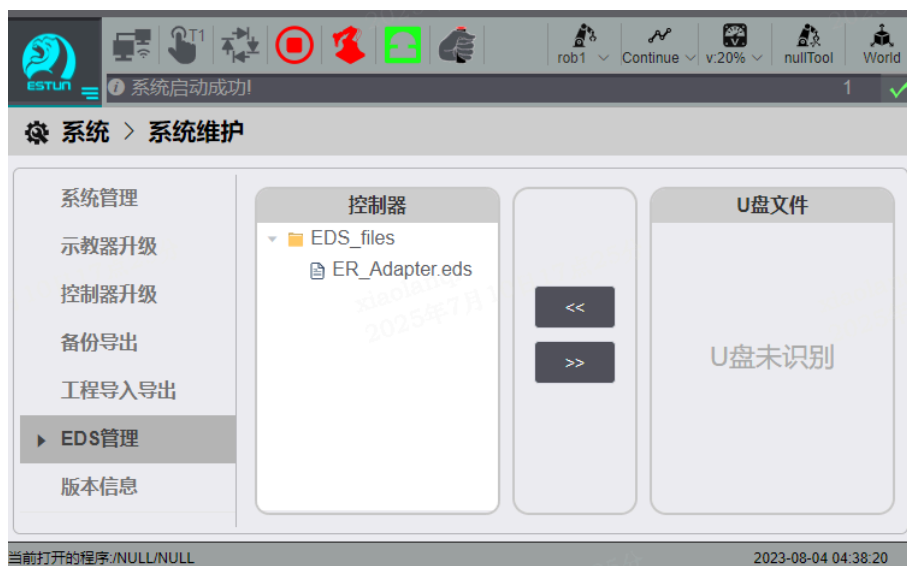 T1
rob1 Continue v:20% nullTool World
ESTUN
系统启动成功! 1
系统 > 系统维护
系统管理
示教器升级
控制器升级
备份导出
工程导入导出
EDS管理
版本信息
控制器
EDS_files
ER_Adapter.eds
<<
>>
U盘文件
U盘未识别
当前打开的程序:/NULL/NULL
2023-08-04 04:38:20